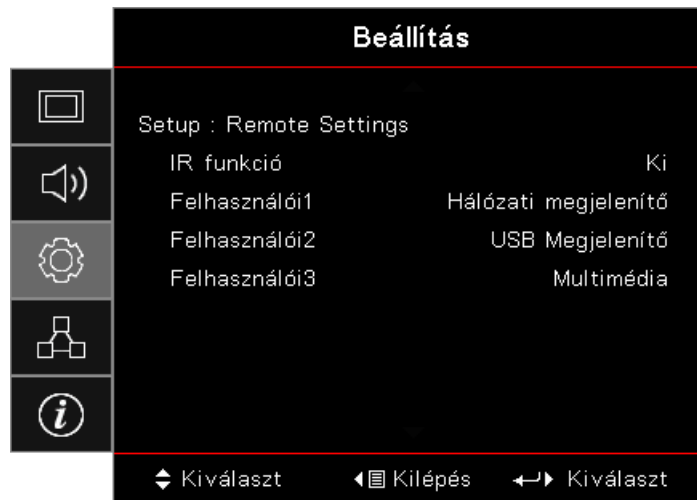 Beállítás
Setup : Remote Settings
IR funkció Ki
Felhasználói1 Hálózati megjelenítő
Felhasználói2 USB Megjelenítő
Felhasználói3 Multimédia
Kiválaszt Kilépés Kiválaszt